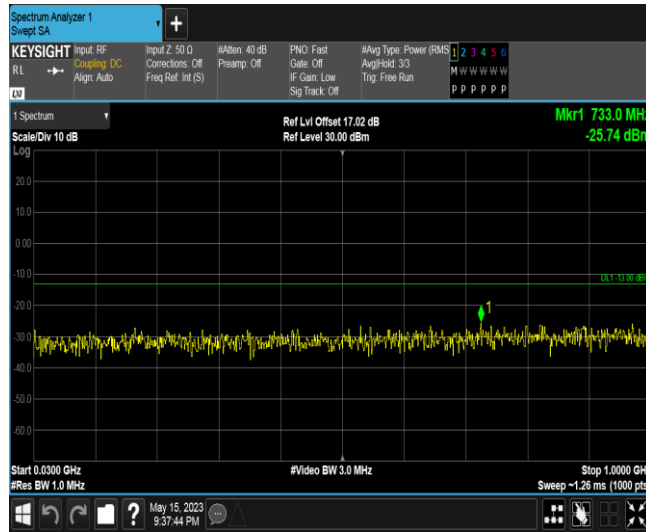 Spectrum Analyzer 1
Swept SA
KEYSIGHT
RL
LXI
Input: RF
Coupling: DC
Align: Auto
Input Z: 50 Ω
Corrections: Off
Freq Ref: Int (S)
#Atten: 40 dB
Preamp: Off
PNO: Fast
Gate: Off
IF Gain: Low
Sig Track: Off
#Avg Type: Power (RMS
Avg|Hold: 3/3
Trig: Free Run
1 2 3 4 5 6
M W W W W W
P P P P P P
1 Spectrum
Scale/Div 10 dB
Log
Ref Lvl Offset 17.02 dB
Ref Level 30.00 dBm
Mkr1 733.0 MHz
-25.74 dBm
20.0
10.0
0.00
-10.0
-20.0
-30.0
-40.0
-50.0
-60.0
DL1 -13.00 dBm
1
Start 0.0300 GHz
#Res BW 1.0 MHz
#Video BW 3.0 MHz
Stop 1.0000 GH
Sweep ~1.26 ms (1000 pts
?
May 15, 2023
9:37:44 PM